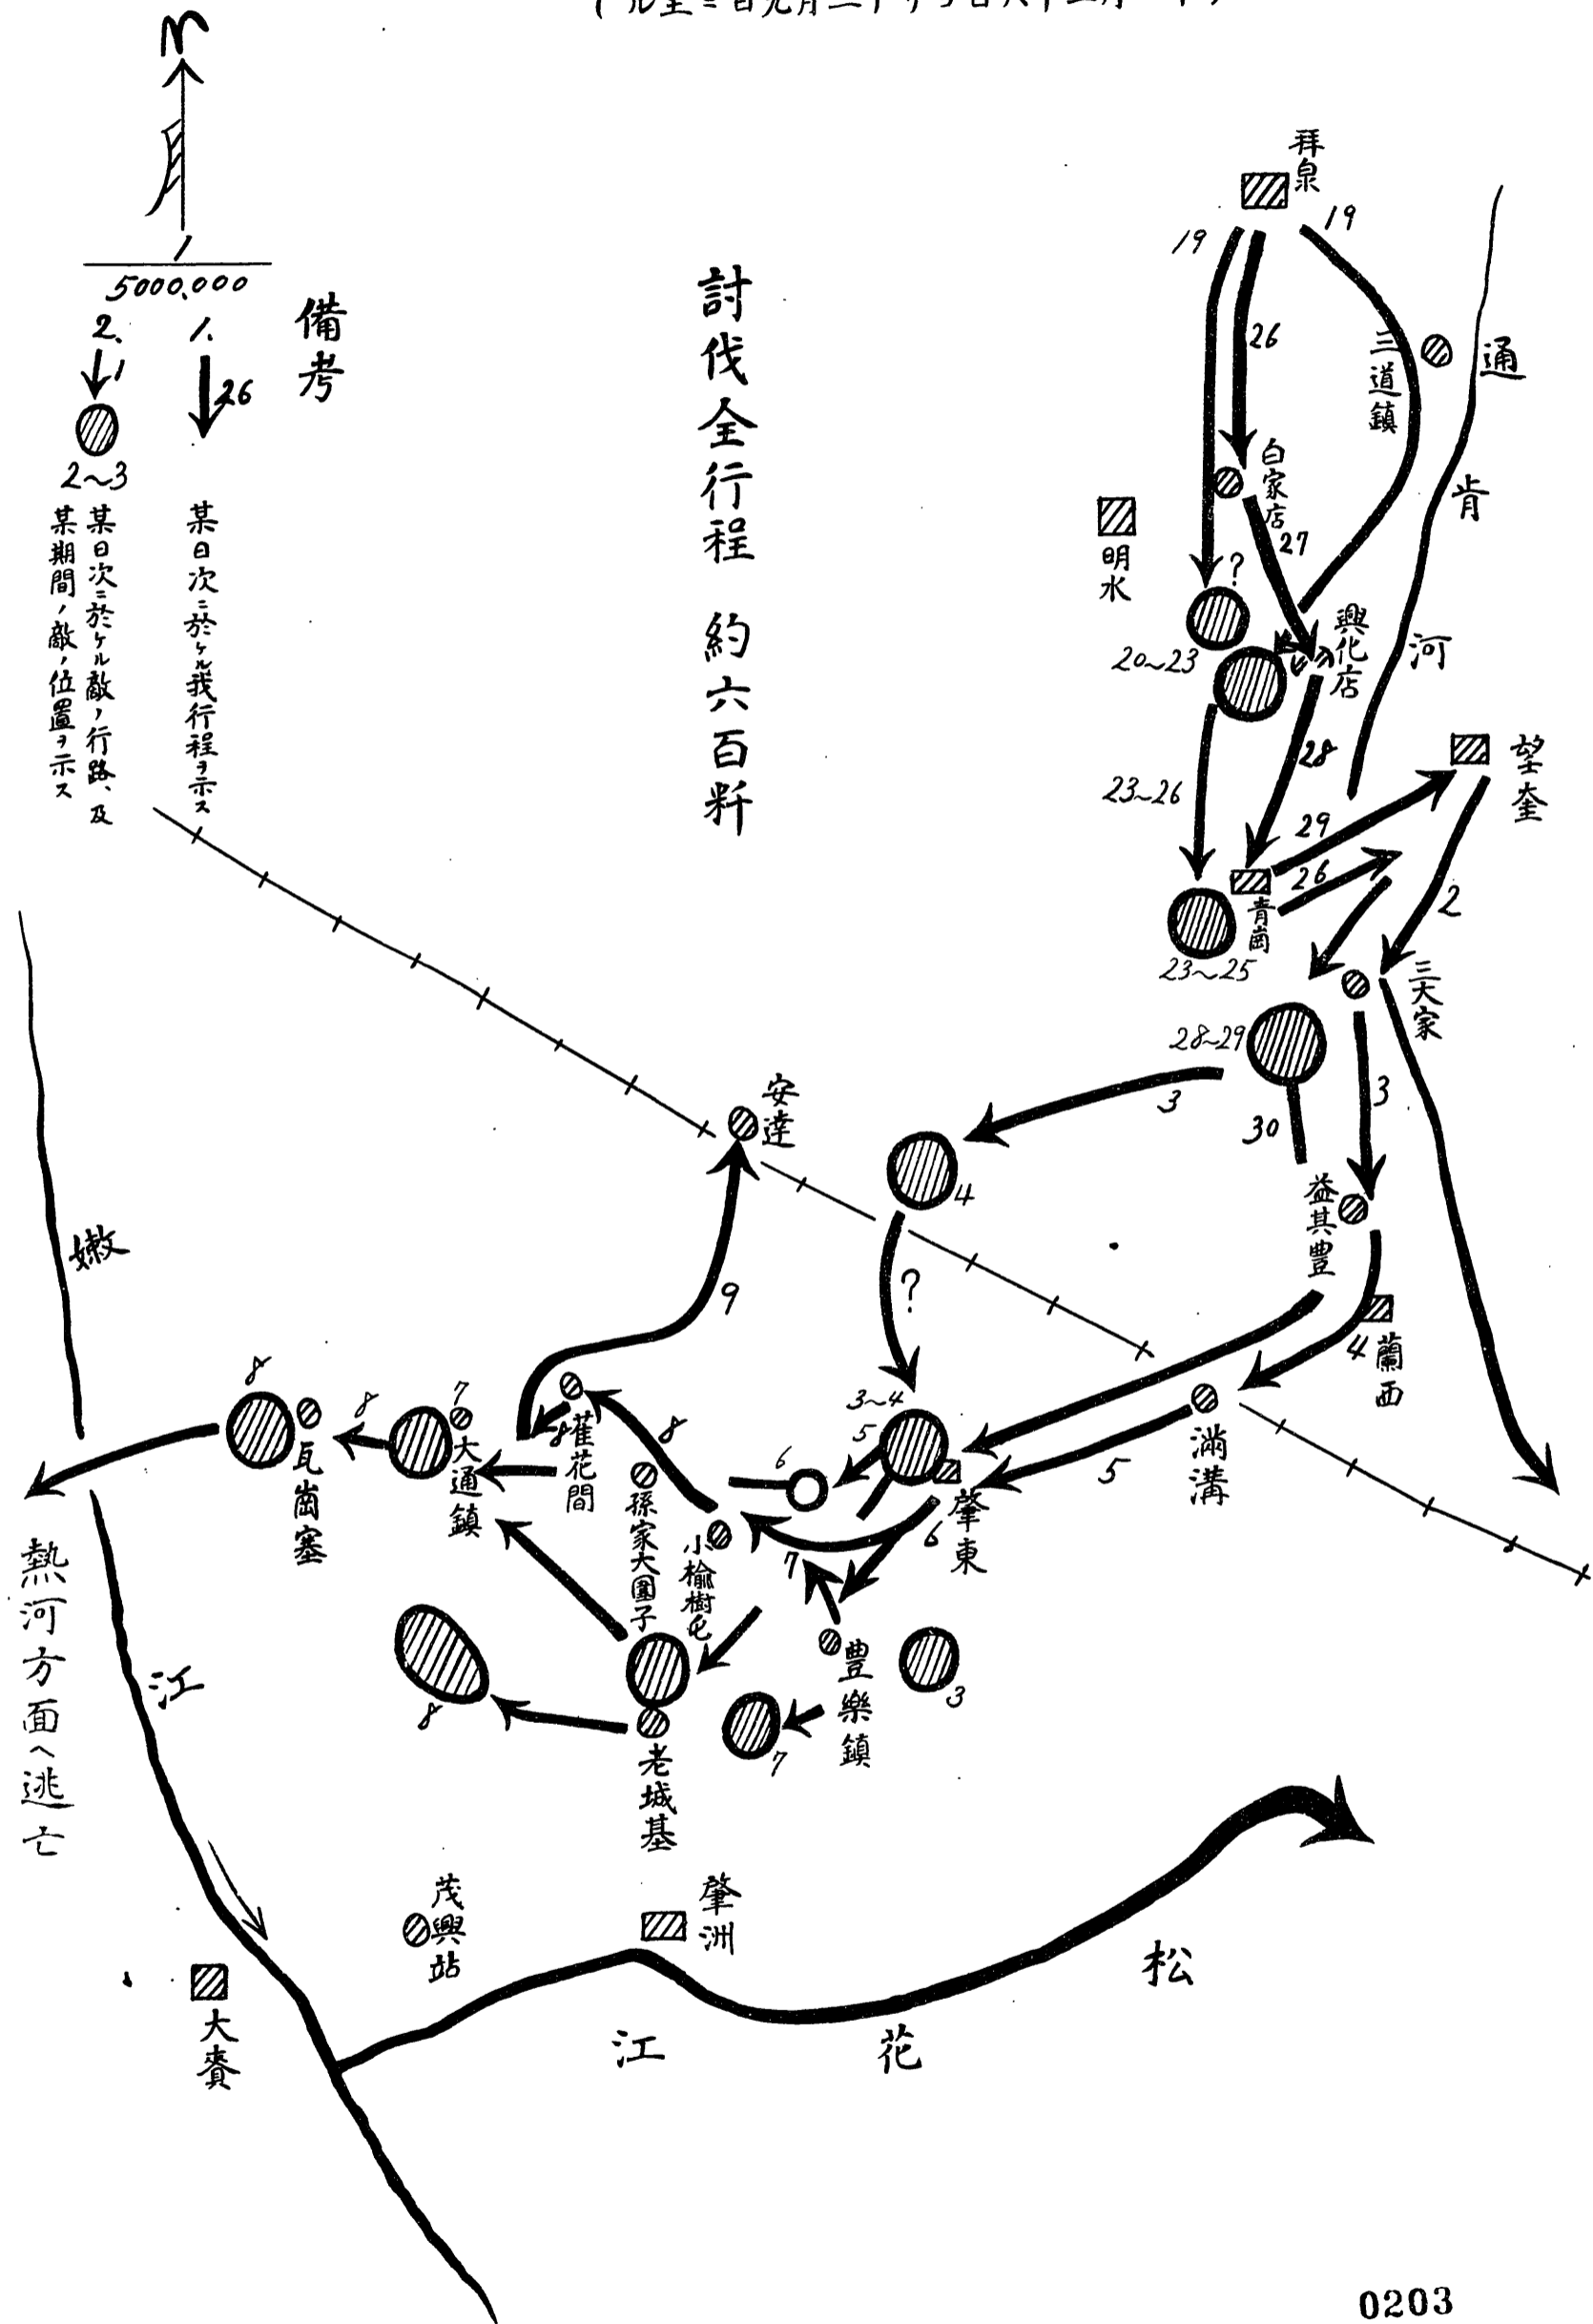 N
1
5000.000
備考
1.
26
某日次ニ於ケル我行程ヲ示ス
2.
1
2～3
某日次ニ於ケル敵ノ行路、及
某期間ノ敵ノ位置ヲ示ス
討伐全行程 約六百粁
拜泉
19
19
26
三道鎮
通
肯
河
白家店
27
明水
?
20～23
興化店
28
23～26
望奎
29
26
青崗
23～25
2
三大家
28～29
3
3
30
安達
4
益其豊
?
9
蘭西
4
嫩
江
8
瓦崗塞
8
7
大通鎮
8
花間
8
3～4
5
6
肇東
5
滿溝
6
7
孫家大圍子
小楡樹屯
豊樂鎮
3
7
8
老城基
熱河方面へ逃亡
茂興站
肇洲
大賚
松
花
江
0203